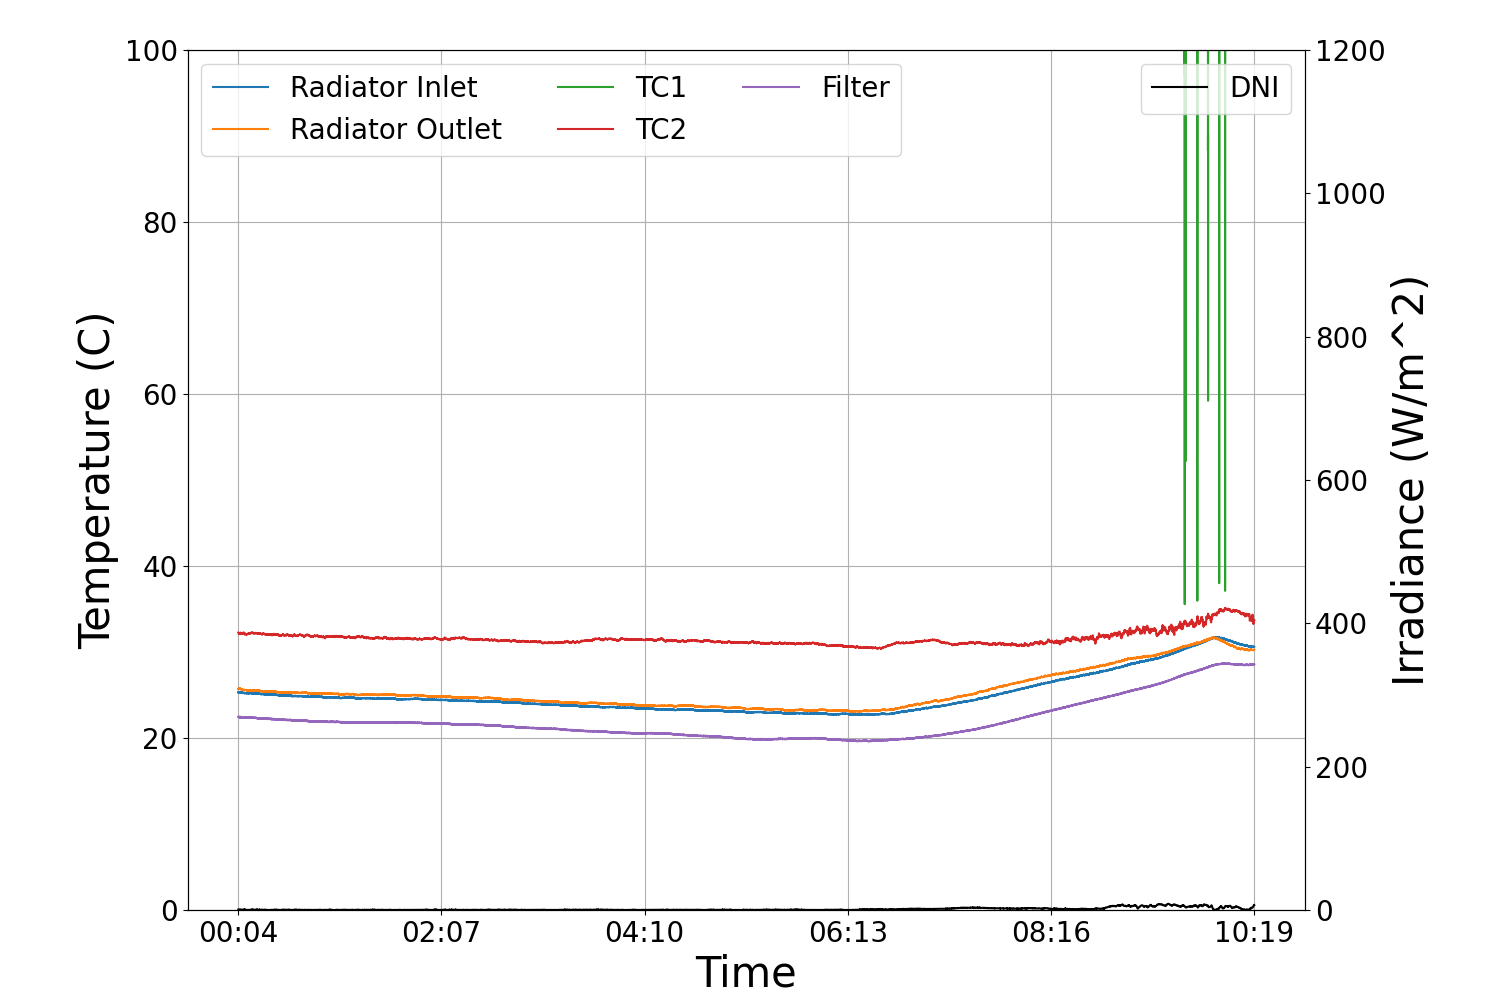 100
80
60
40
20
0
Temperature (C)
Radiator Inlet
Radiator Outlet
TC1
TC2
Filter
DNI
1200
1000
800
600
400
200
0
Irradiance (W/m^2)
00:04 02:07 04:10 06:13 08:16 10:19
Time